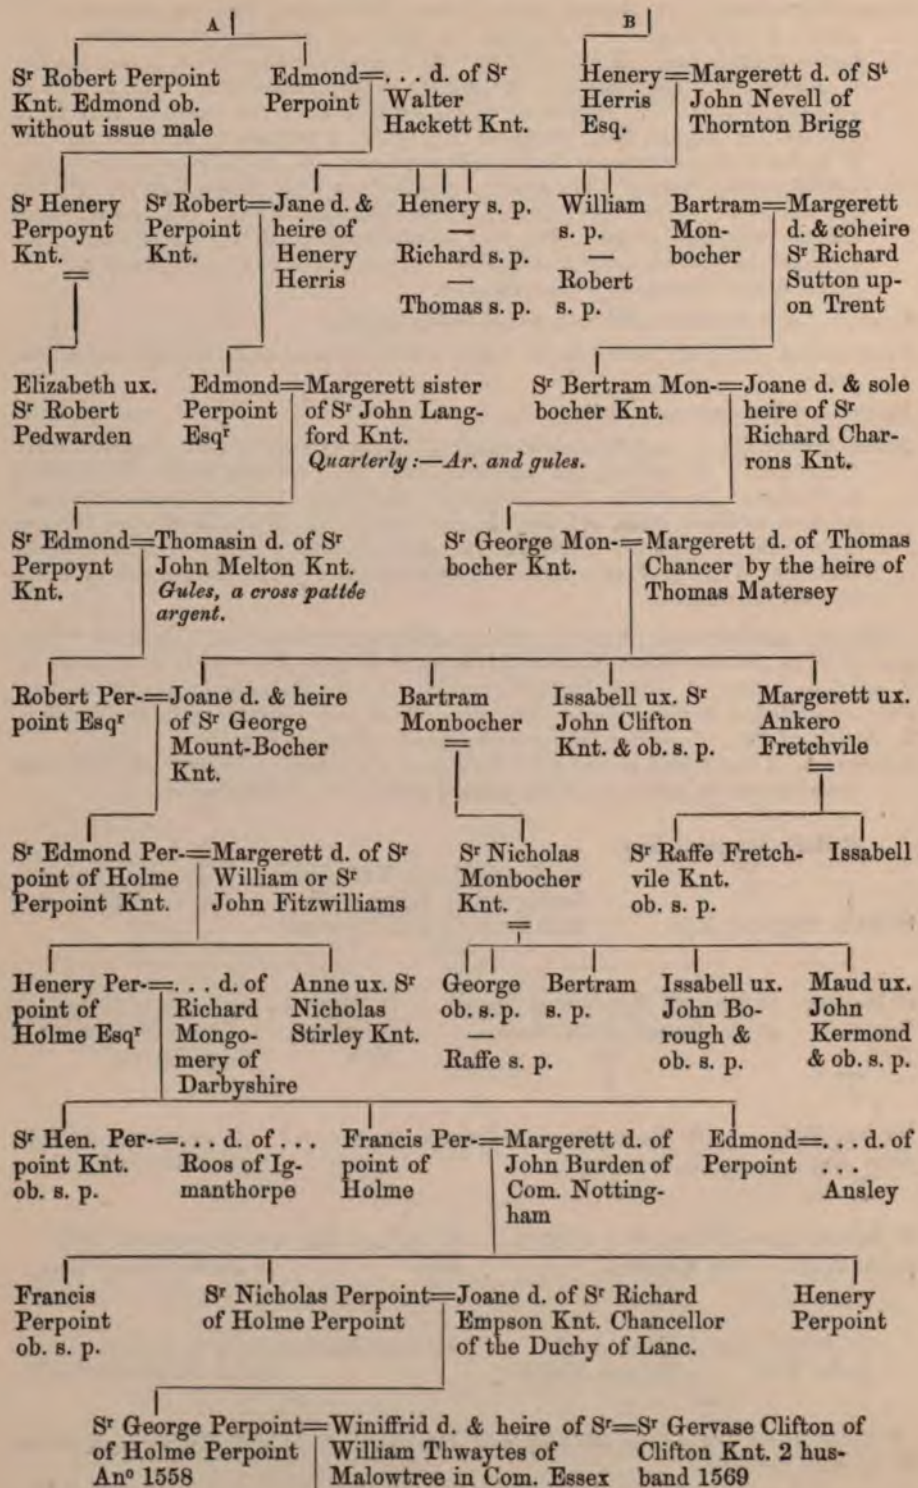 A B
Sʳ Robert Perpoint
Knt. Edmond ob.
without issue male
Edmond=. . . d. of Sʳ
Perpoint Walter
Hackett Knt.
Henery=Margerett d. of Sᵗ
Herris John Nevell of
Esq. Thornton Brigg
Sʳ Henery
Perpoynt
Knt.
Sʳ Robert=Jane d. &
Perpoint heire of
Knt. Henery
Herris
Henery s. p.
—
Richard s. p.
—
Thomas s. p.
William
s. p.
—
Robert
s. p.
Bartram=Margerett
Mon- d. & coheire
bocher Sʳ Richard
Sutton up-
on Trent
Elizabeth ux.
Sʳ Robert
Pedwarden
Edmond=Margerett sister
Perpoint of Sʳ John Lang-
Esqʳ ford Knt.
Quarterly :—Ar. and gules.
Sʳ Bertram Mon-=Joane d. & sole
bocher Knt. heire of Sʳ
Richard Char-
rons Knt.
Sʳ Edmond=Thomasin d. of Sʳ
Perpoynt John Melton Knt.
Knt. Gules, a cross pattée
argent.
Sʳ George Mon-=Margerett d. of Thomas
bocher Knt. Chancer by the heire of
Thomas Matersey
Robert Per-=Joane d. & heire
point Esqʳ of Sʳ George
Mount-Bocher
Knt.
Bartram
Monbocher
Issabell ux. Sʳ
John Clifton
Knt. & ob. s. p.
Margerett ux.
Ankero
Fretchvile
Sʳ Edmond Per-=Margerett d. of Sʳ
point of Holme William or Sʳ
Perpoint Knt. John Fitzwilliams
Sʳ Nicholas
Monbocher
Knt.
Sʳ Raffe Fretch-
vile Knt.
ob. s. p.
Issabell
Henery Per-=. . . d. of
point of Richard
Holme Esqʳ Mongo-
mery of
Darbyshire
Anne ux. Sʳ
Nicholas
Stirley Knt.
George
ob. s. p.
—
Raffe s. p.
Bertram
s. p.
Issabell ux.
John Bo-
rough &
ob. s. p.
Maud ux.
John
Kermond
& ob. s. p.
Sʳ Hen. Per-=. . . d. of . . .
point Knt. Roos of Ig-
ob. s. p. manthorpe
Francis Per-=Margerett d. of
point of John Burden of
Holme Com. Notting-
ham
Edmond=. . . d. of
Perpoint . . .
Ansley
Francis
Perpoint
ob. s. p.
Sʳ Nicholas Perpoint=Joane d. of Sʳ Richard
of Holme Perpoint Empson Knt. Chancellor
of the Duchy of Lanc.
Henery
Perpoint
Sʳ George Perpoint=Winiffrid d. & heire of Sʳ=Sʳ Gervase Clifton of
of Holme Perpoint William Thwaytes of Clifton Knt. 2 hus-
Anº 1558 Malowtree in Com. Essex band 1569